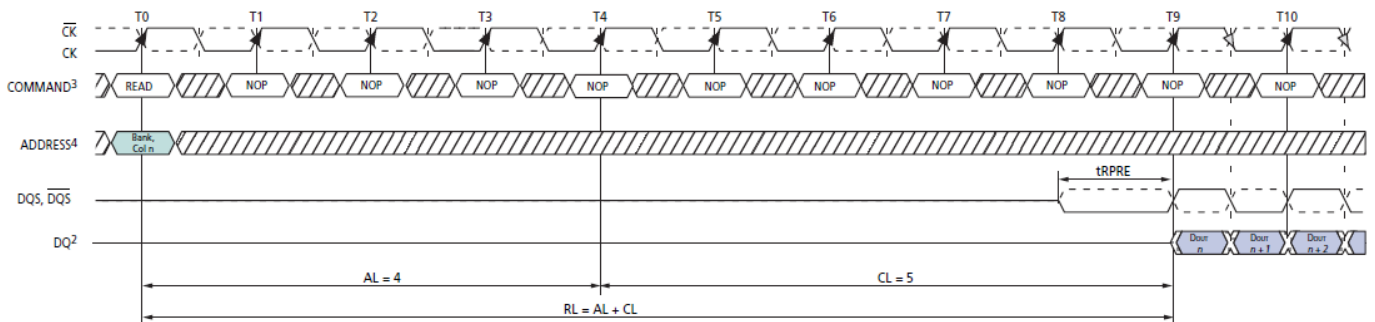 T0 T1 T2 T3 T4 T5 T6 T7 T8 T9 T10
CK
CK
COMMAND3 READ NOP NOP NOP NOP NOP NOP NOP NOP NOP NOP
ADDRESS4 Bank,
Col n
tRPRE
DQS, DQS
DQ2 DOUT DOUT DOUT
n n + 1 n + 2
AL = 4 CL = 5
RL = AL + CL